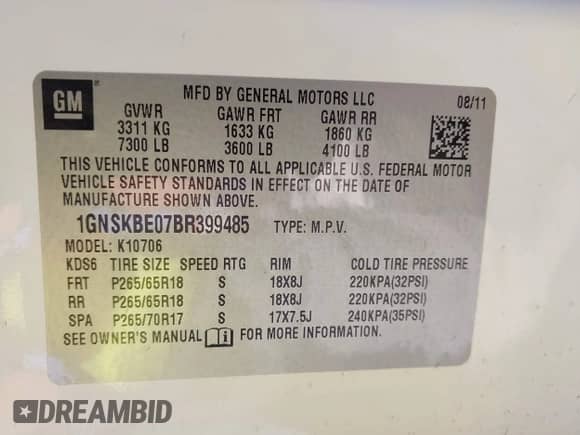 GM
MFD BY GENERAL MOTORS LLC 08/11
GVWR GAWR FRT GAWR RR
3311 KG 1633 KG 1860 KG
7300 LB 3600 LB 4100 LB
THIS VEHICLE CONFORMS TO ALL APPLICABLE U.S. FEDERAL MOTOR
VEHICLE SAFETY STANDARDS IN EFFECT ON THE DATE OF
MANUFACTURE SHOWN ABOVE.
1GNSKBE07BR399485 TYPE: M.P.V.
MODEL: K10706
KDS6 TIRE SIZE SPEED RTG RIM COLD TIRE PRESSURE
FRT P265/65R18 S 18X8J 220KPA(32PSI)
RR P265/65R18 S 18X8J 220KPA(32PSI)
SPA P265/70R17 S 17X7.5J 240KPA(35PSI)
SEE OWNER'S MANUAL FOR MORE INFORMATION.
DREAMBID